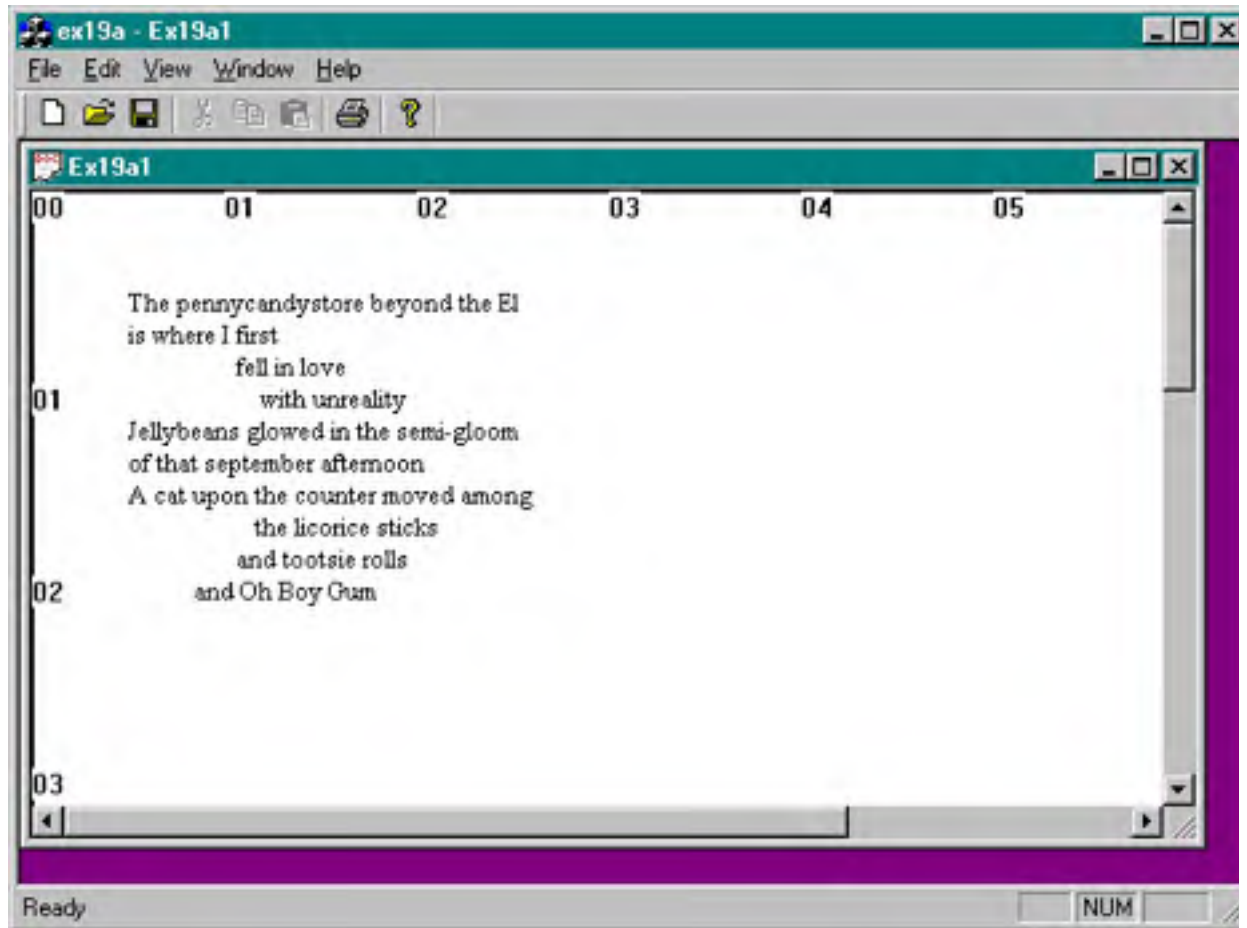 ex19a - Ex19a1
File Edit View Window Help
Ex19a1
00 01 02 03 04 05
The pennycandystore beyond the El
is where I first
fell in love
01
with unreality
Jellybeans glowed in the semi-gloom
of that september afternoon
A cat upon the counter moved among
the licorice sticks
and tootsie rolls
02
and Oh Boy Gum
03
Ready
NUM